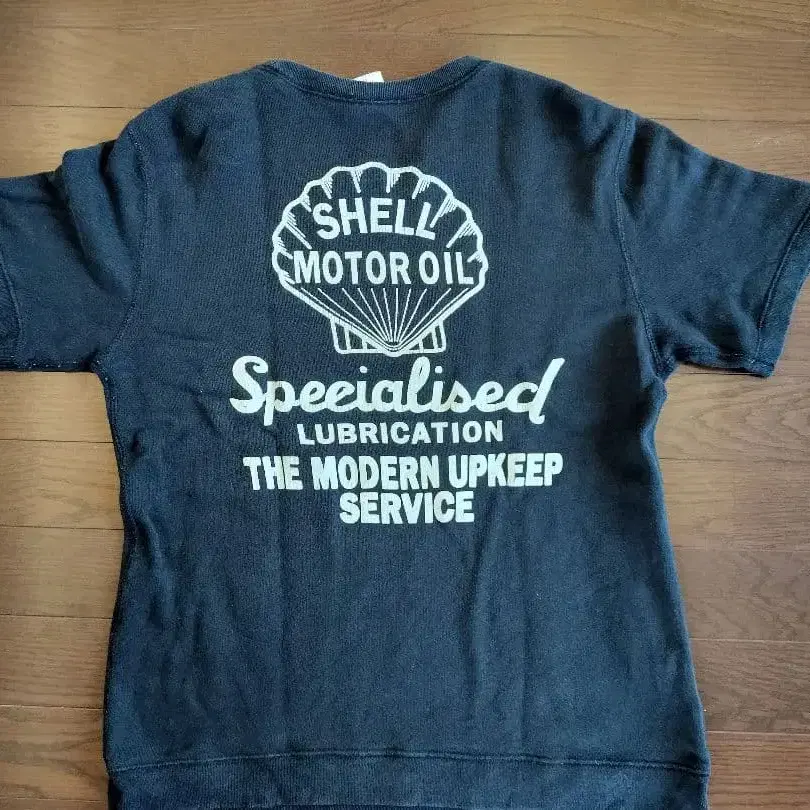 SHELL
MOTOR OIL
Specialised
LUBRICATION
THE MODERN UPKEEP
SERVICE